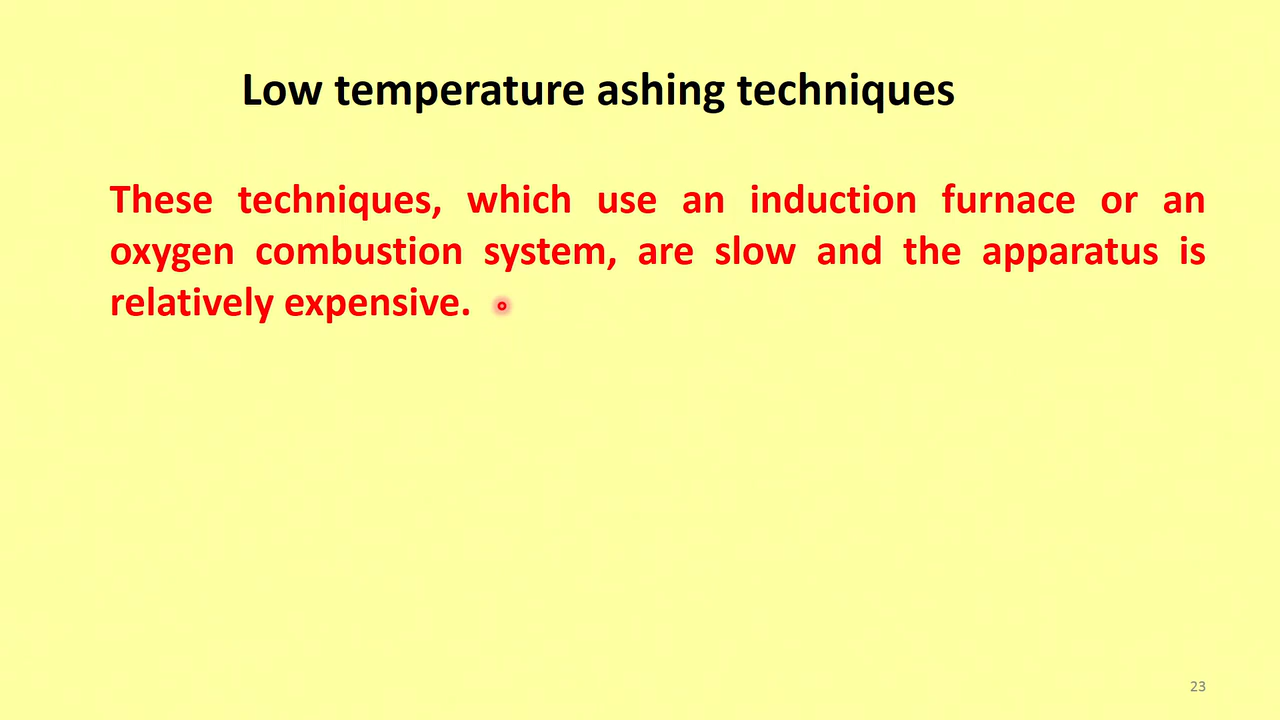 Low temperature ashing techniques
These techniques, which use an induction furnace or an
oxygen combustion system, are slow and the apparatus is
relatively expensive.
23